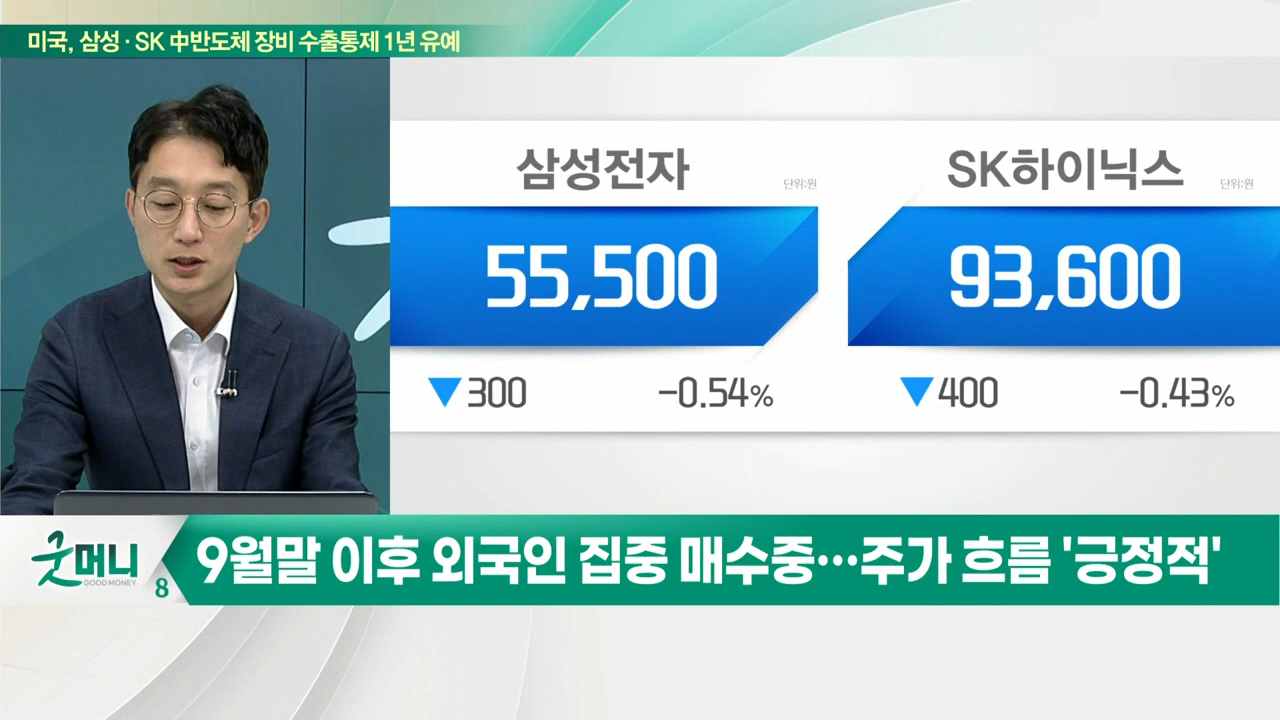 미국, 삼성·SK 中반도체 장비 수출통제 1년 유예
삼성전자
단위:원
55,500
▼300 -0.54%
SK하이닉스
단위:원
93,600
▼400 -0.43%
굿머니
GOOD MONEY
8
9월말 이후 외국인 집중 매수중…주가 흐름 '긍정적'